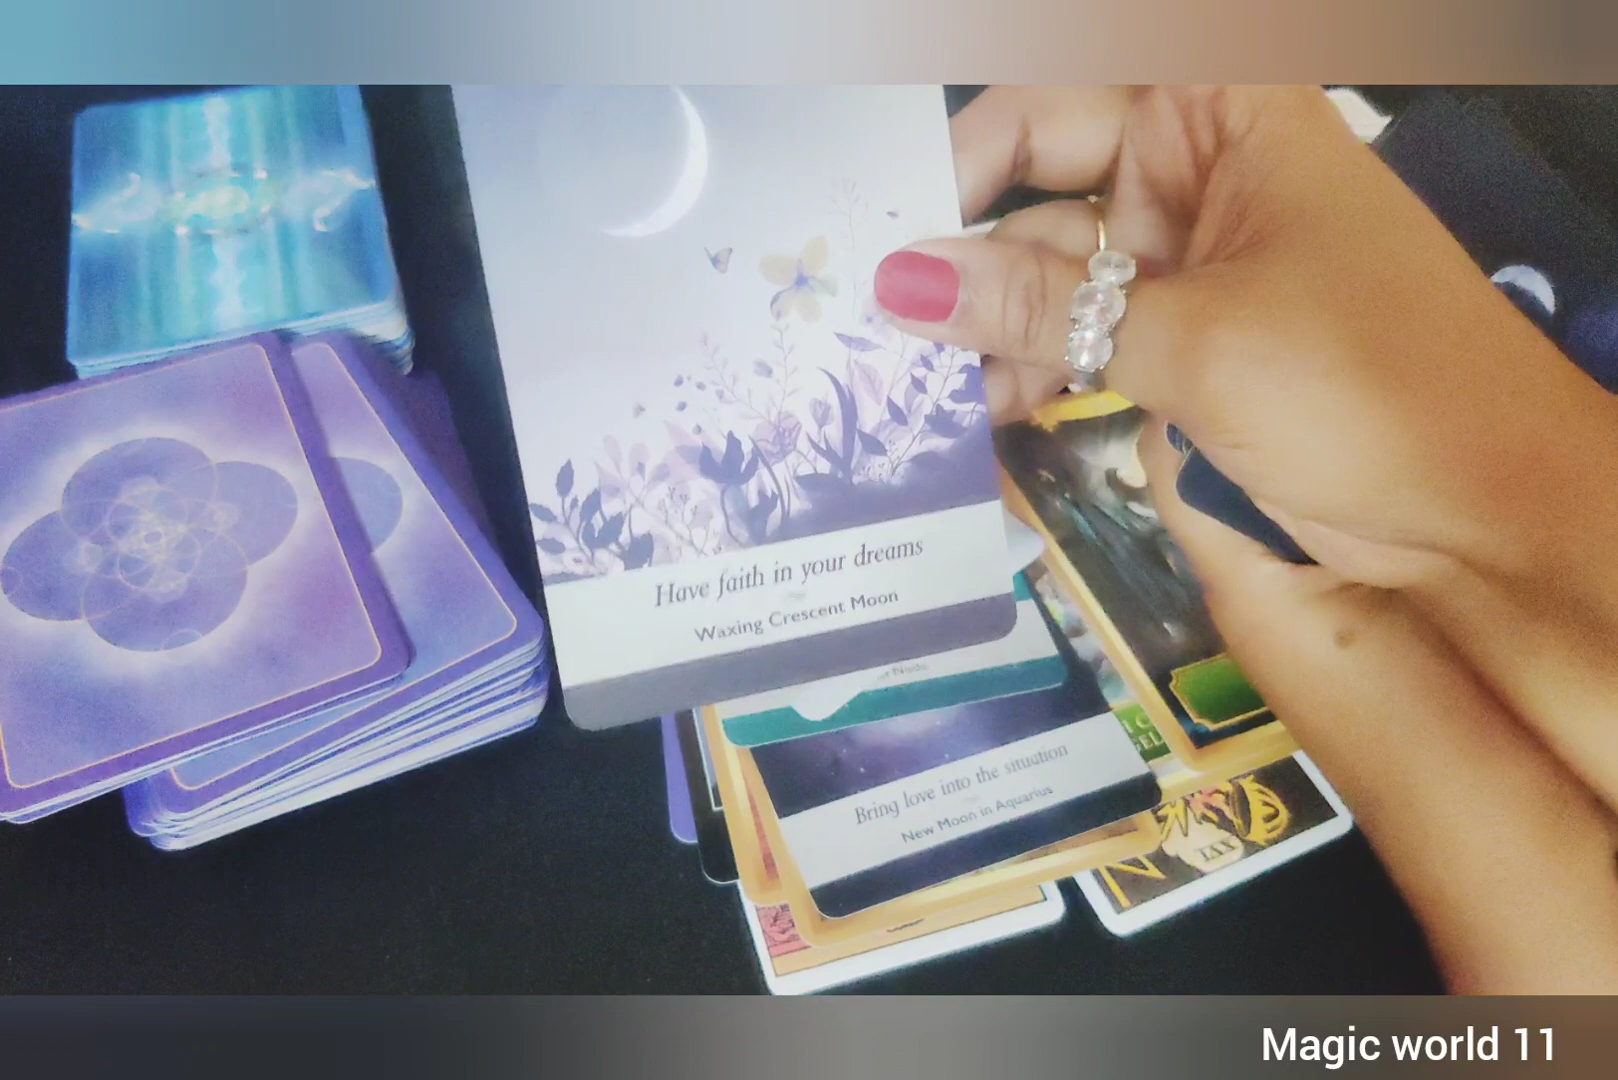 Have faith in your dreams
Waxing Crescent Moon
Bring love into the situation
New Moon in Aquarius
Magic world 11